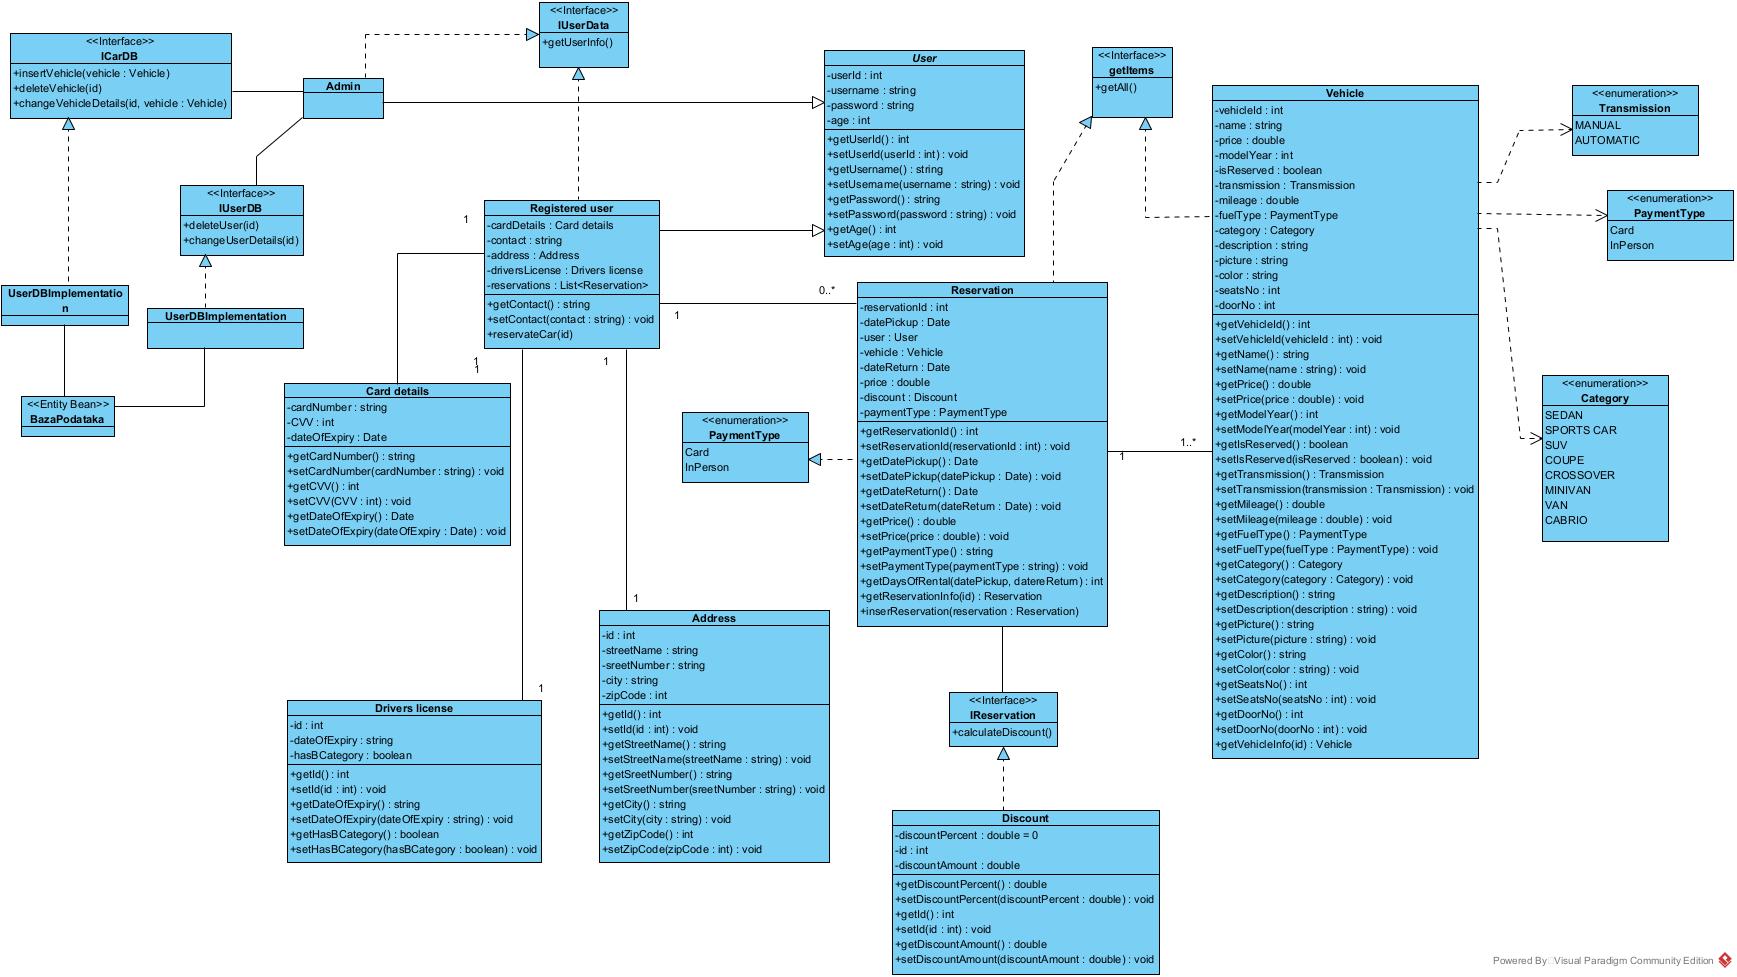 <<Interface>>
ICarDB
+insertVehicle(vehicle : Vehicle)
+deleteVehicle(id)
+changeVehicleDetails(id, vehicle : Vehicle)
Admin
<<Interface>>
IUserData
+getUserInfo()
<<Interface>>
IUserDB
+deleteUser(id)
+changeUserDetails(id)
UserDBImplementatio
n
UserDBImplementation
<<Entity Bean>>
BazaPodataka
User
-userId : int
-username : string
-password : string
-age : int
+getUserId() : int
+setUserId(userId : int) : void
+getUsername() : string
+setUsername(username : string) : void
+getPassword() : string
+setPassword(password : string) : void
+getAge() : int
+setAge(age : int) : void
1
Registered user
-cardDetails : Card details
-contact : string
-address : Address
-driversLicense : Drivers license
-reservations : List<Reservation>
+getContact() : string
+setContact(contact : string) : void
+reservateCar(id)
0..*
1
1
1
1
Card details
-cardNumber : string
-CVV : int
-dateOfExpiry : Date
+getCardNumber() : string
+setCardNumber(cardNumber : string) : void
+getCVV() : int
+setCVV(CVV : int) : void
+getDateOfExpiry() : Date
+setDateOfExpiry(dateOfExpiry : Date) : void
1
Drivers license
-id : int
-dateOfExpiry : string
-hasBCategory : boolean
+getId() : int
+setId(id : int) : void
+getDateOfExpiry() : string
+setDateOfExpiry(dateOfExpiry : string) : void
+getHasBCategory() : boolean
+setHasBCategory(hasBCategory : boolean) : void
1
Address
-id : int
-streetName : string
-sreetNumber : string
-city : string
-zipCode : int
+getId() : int
+setId(id : int) : void
+getStreetName() : string
+setStreetName(streetName : string) : void
+getSreetNumber() : string
+setSreetNumber(sreetNumber : string) : void
+getCity() : string
+setCity(city : string) : void
+getZipCode() : int
+setZipCode(zipCode : int) : void
<<enumeration>>
PaymentType
Card
InPerson
<<Interface>>
getItems
+getAll()
Reservation
-reservationId : int
-datePickup : Date
-user : User
-vehicle : Vehicle
-dateReturn : Date
-price : double
-discount : Discount
-paymentType : PaymentType
+getReservationId() : int
+setReservationId(reservationId : int) : void
+getDatePickup() : Date
+setDatePickup(datePickup : Date) : void
+getDateReturn() : Date
+setDateReturn(dateReturn : Date) : void
+getPrice() : double
+setPrice(price : double) : void
+getPaymentType() : string
+setPaymentType(paymentType : string) : void
+getDaysOfRental(datePickup, datereReturn) : int
+getReservationInfo(id) : Reservation
+inserReservation(reservation : Reservation)
1..*
1
<<Interface>>
IReservation
+calculateDiscount()
Discount
-discountPercent : double = 0
-id : int
-discountAmount : double
+getDiscountPercent() : double
+setDiscountPercent(discountPercent : double) : void
+getId() : int
+setId(id : int) : void
+getDiscountAmount() : double
+setDiscountAmount(discountAmount : double) : void
Vehicle
-vehicleId : int
-name : string
-price : double
-modelYear : int
-isReserved : boolean
-transmission : Transmission
-mileage : double
-fuelType : PaymentType
-category : Category
-description : string
-picture : string
-color : string
-seatsNo : int
-doorNo : int
+getVehicleId() : int
+setVehicleId(vehicleId : int) : void
+getName() : string
+setName(name : string) : void
+getPrice() : double
+setPrice(price : double) : void
+getModelYear() : int
+setModelYear(modelYear : int) : void
+getIsReserved() : boolean
+setIsReserved(isReserved : boolean) : void
+getTransmission() : Transmission
+setTransmission(transmission : Transmission) : void
+getMileage() : double
+setMileage(mileage : double) : void
+getFuelType() : PaymentType
+setFuelType(fuelType : PaymentType) : void
+getCategory() : Category
+setCategory(category : Category) : void
+getDescription() : string
+setDescription(description : string) : void
+getPicture() : string
+setPicture(picture : string) : void
+getColor() : string
+setColor(color : string) : void
+getSeatsNo() : int
+setSeatsNo(seatsNo : int) : void
+getDoorNo() : int
+setDoorNo(doorNo : int) : void
+getVehicleInfo(id) : Vehicle
<<enumeration>>
Transmission
MANUAL
AUTOMATIC
<<enumeration>>
PaymentType
Card
InPerson
<<enumeration>>
Category
SEDAN
SPORTS CAR
SUV
COUPE
CROSSOVER
MINIVAN
VAN
CABRIO
Powered By Visual Paradigm Community Edition